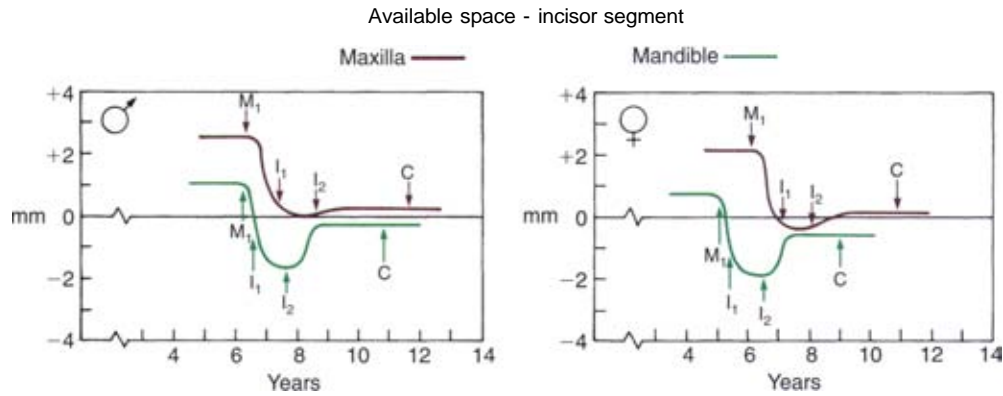 Available space - incisor segment
Maxilla
Mandible
+4
M1
+2
I1
I2
C
mm
0
M1
I1
I2
C
−2
−4
4 6 8 10 12 14
Years
+4
M1
+2
I1
I2
C
mm
0
M1
I1
I2
C
−2
−4
4 6 8 10 12 14
Years